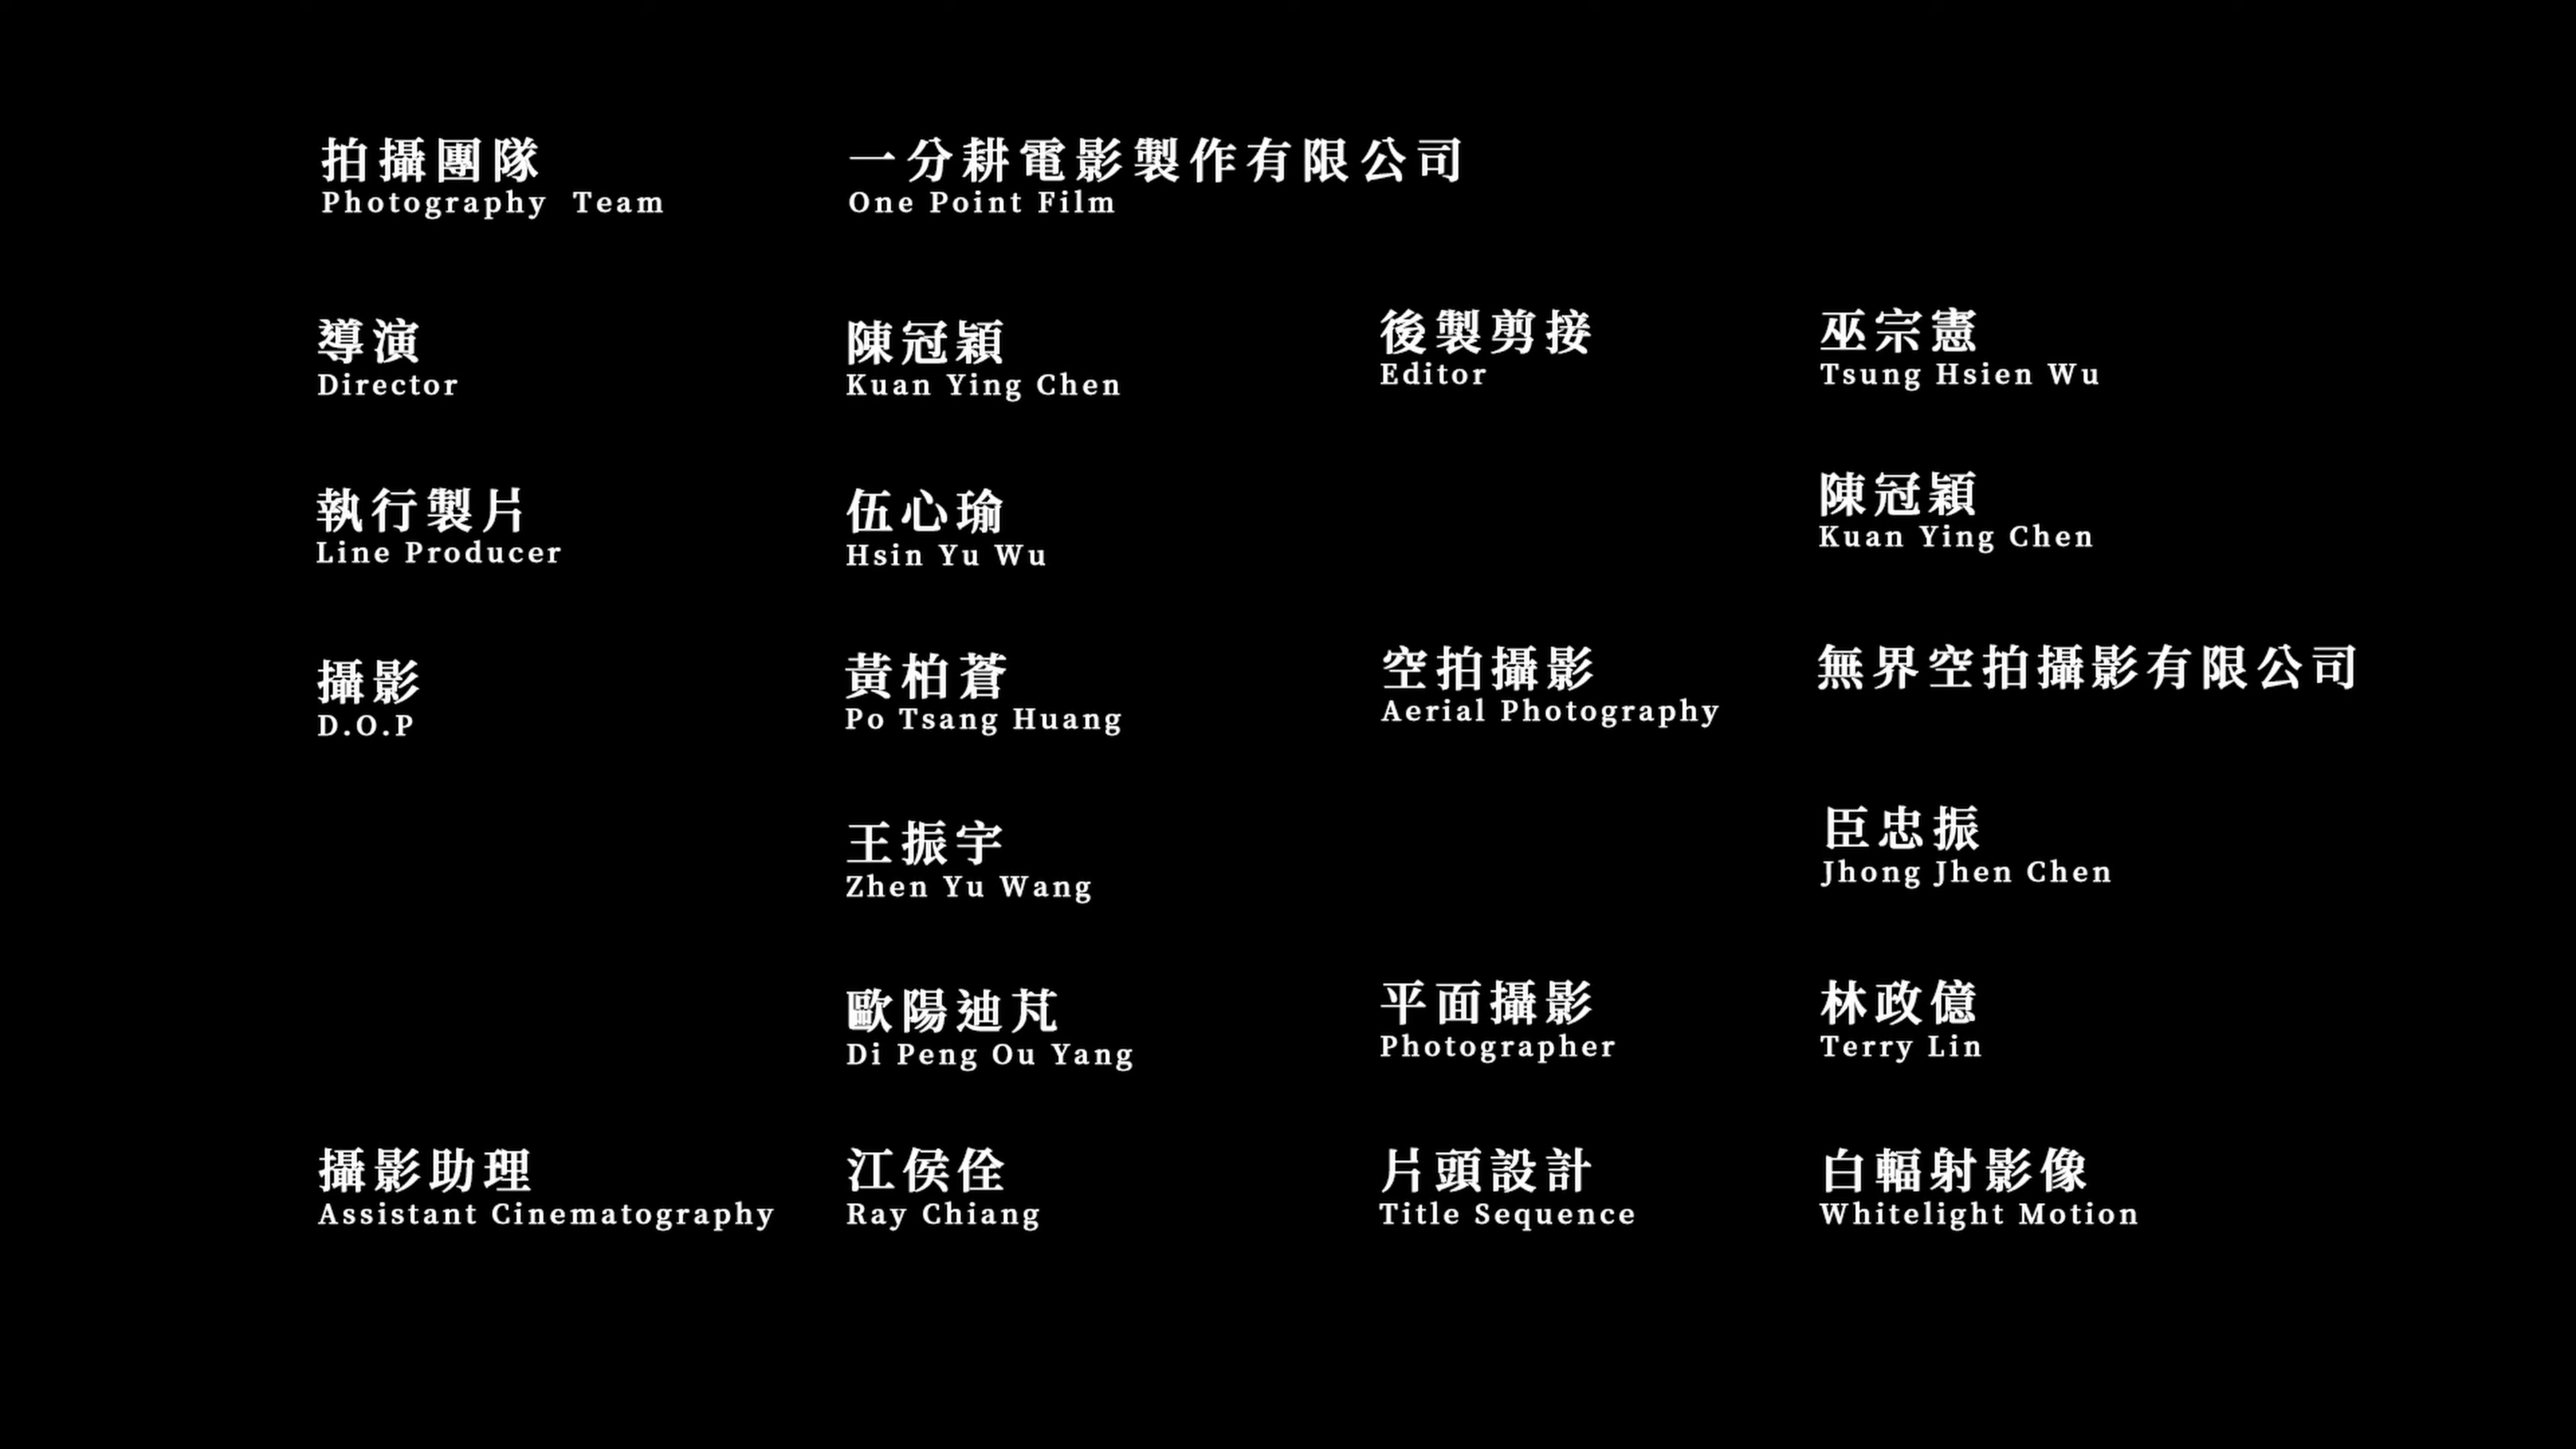 拍攝團隊
Photography Team
一分耕電影製作有限公司
One Point Film
導演
Director
陳冠穎
Kuan Ying Chen
執行製片
Line Producer
伍心瑜
Hsin Yu Wu
攝影
D.O.P
黃柏蒼
Po Tsang Huang
王振宇
Zhen Yu Wang
歐陽迪芃
Di Peng Ou Yang
攝影助理
Assistant Cinematography
江侯佺
Ray Chiang
後製剪接
Editor
巫宗憲
Tsung Hsien Wu
陳冠穎
Kuan Ying Chen
空拍攝影
Aerial Photography
無界空拍攝影有限公司
臣忠振
Jhong Jhen Chen
平面攝影
Photographer
林政億
Terry Lin
片頭設計
Title Sequence
白輻射影像
Whitelight Motion